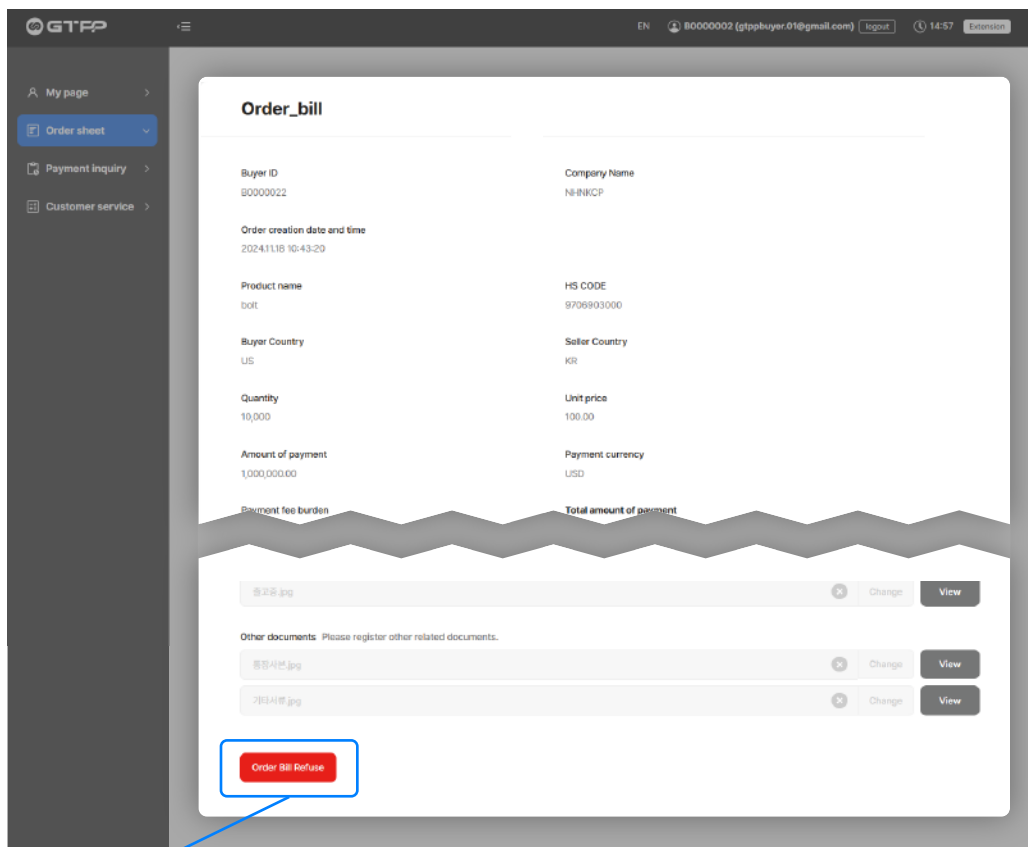 GTPP
EN B0000002 (gtppbuyer.01@gmail.com) logout 14:57 Extension
My page
Order sheet
Payment inquiry
Customer service
Order_bill
Buyer ID Company Name
B0000022 NHNKCP
Order creation date and time
2024.11.18 10:43:20
Product name HS CODE
bolt 9706903000
Buyer Country Seller Country
US KR
Quantity Unit price
10,000 100.00
Amount of payment Payment currency
1,000,000.00 USD
Payment fee burden Total amount of payment
출고증.jpg Change View
Other documents Please register other related documents.
통장사본.jpg Change View
기타서류.jpg Change View
Order Bill Refuse